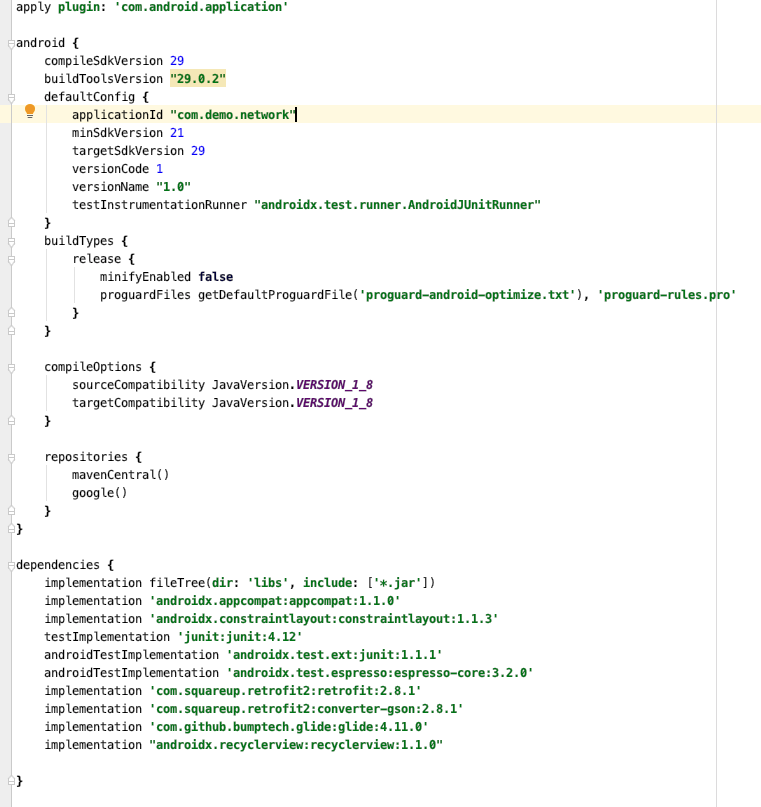 apply plugin: 'com.android.application'
android {
compileSdkVersion 29
buildToolsVersion "29.0.2"
defaultConfig {
applicationId "com.demo.network"
minSdkVersion 21
targetSdkVersion 29
versionCode 1
versionName "1.0"
testInstrumentationRunner "androidx.test.runner.AndroidJUnitRunner"
}
buildTypes {
release {
minifyEnabled false
proguardFiles getDefaultProguardFile('proguard-android-optimize.txt'), 'proguard-rules.pro'
}
}
compileOptions {
sourceCompatibility JavaVersion.VERSION_1_8
targetCompatibility JavaVersion.VERSION_1_8
}
repositories {
mavenCentral()
google()
}
}
dependencies {
implementation fileTree(dir: 'libs', include: ['*.jar'])
implementation 'androidx.appcompat:appcompat:1.1.0'
implementation 'androidx.constraintlayout:constraintlayout:1.1.3'
testImplementation 'junit:junit:4.12'
androidTestImplementation 'androidx.test.ext:junit:1.1.1'
androidTestImplementation 'androidx.test.espresso:espresso-core:3.2.0'
implementation 'com.squareup.retrofit2:retrofit:2.8.1'
implementation 'com.squareup.retrofit2:converter-gson:2.8.1'
implementation 'com.github.bumptech.glide:glide:4.11.0'
implementation "androidx.recyclerview:recyclerview:1.1.0"
}